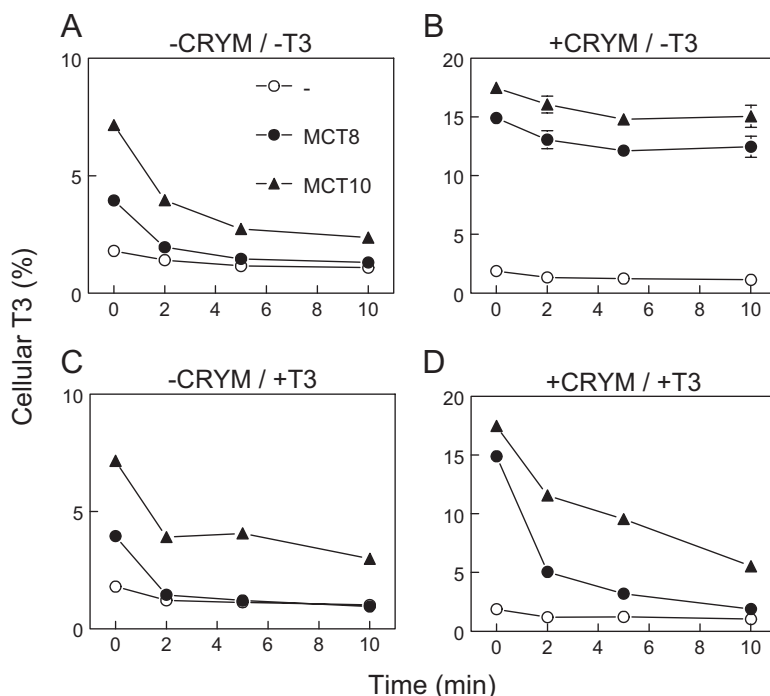 A
-CRYM / -T3
B
+CRYM / -T3
10
5
0
-
MCT8
MCT10
0 2 4 6 8 10
20
15
10
5
0
0 2 4 6 8 10
Cellular T3 (%)
C
-CRYM / +T3
D
+CRYM / +T3
10
5
0
0 2 4 6 8 10
20
15
10
5
0
0 2 4 6 8 10
Time (min)